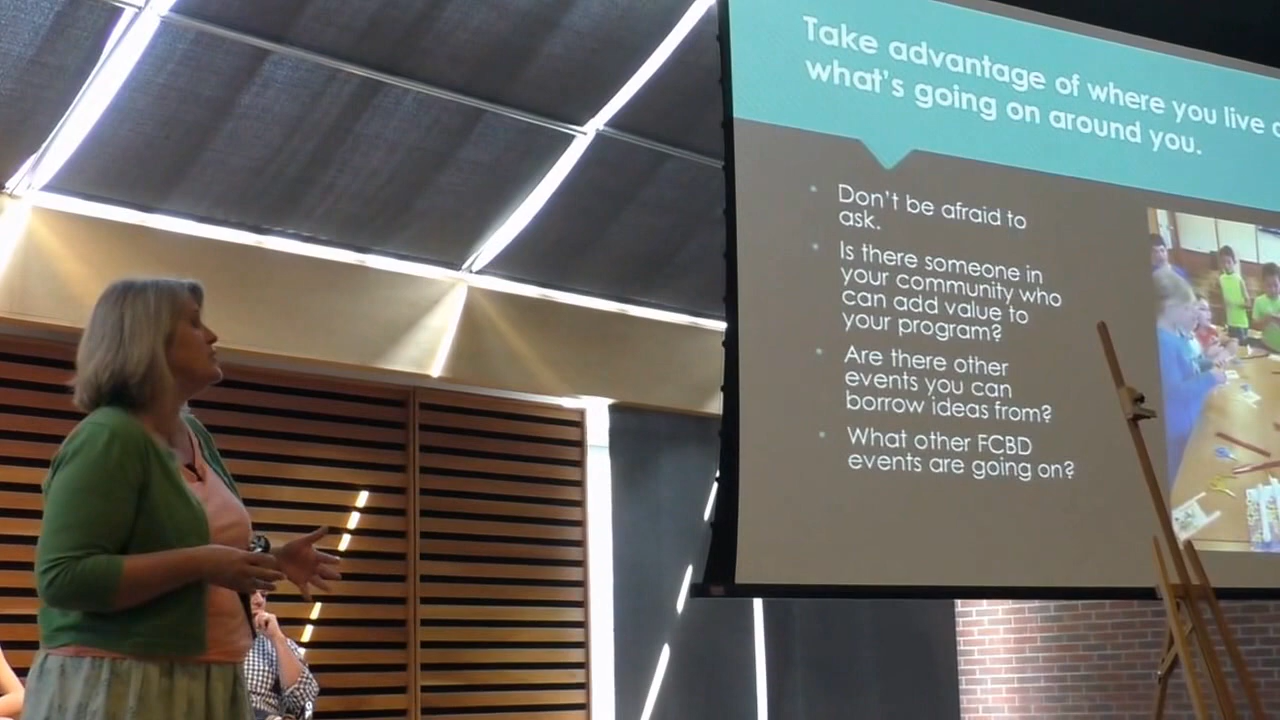 Take advantage of where you live
what's going on around you.
Don't be afraid to
ask.
Is there someone in
your community who
can add value to
your program?
Are there other
events you can
borrow ideas from?
What other FCBD
events are going on?